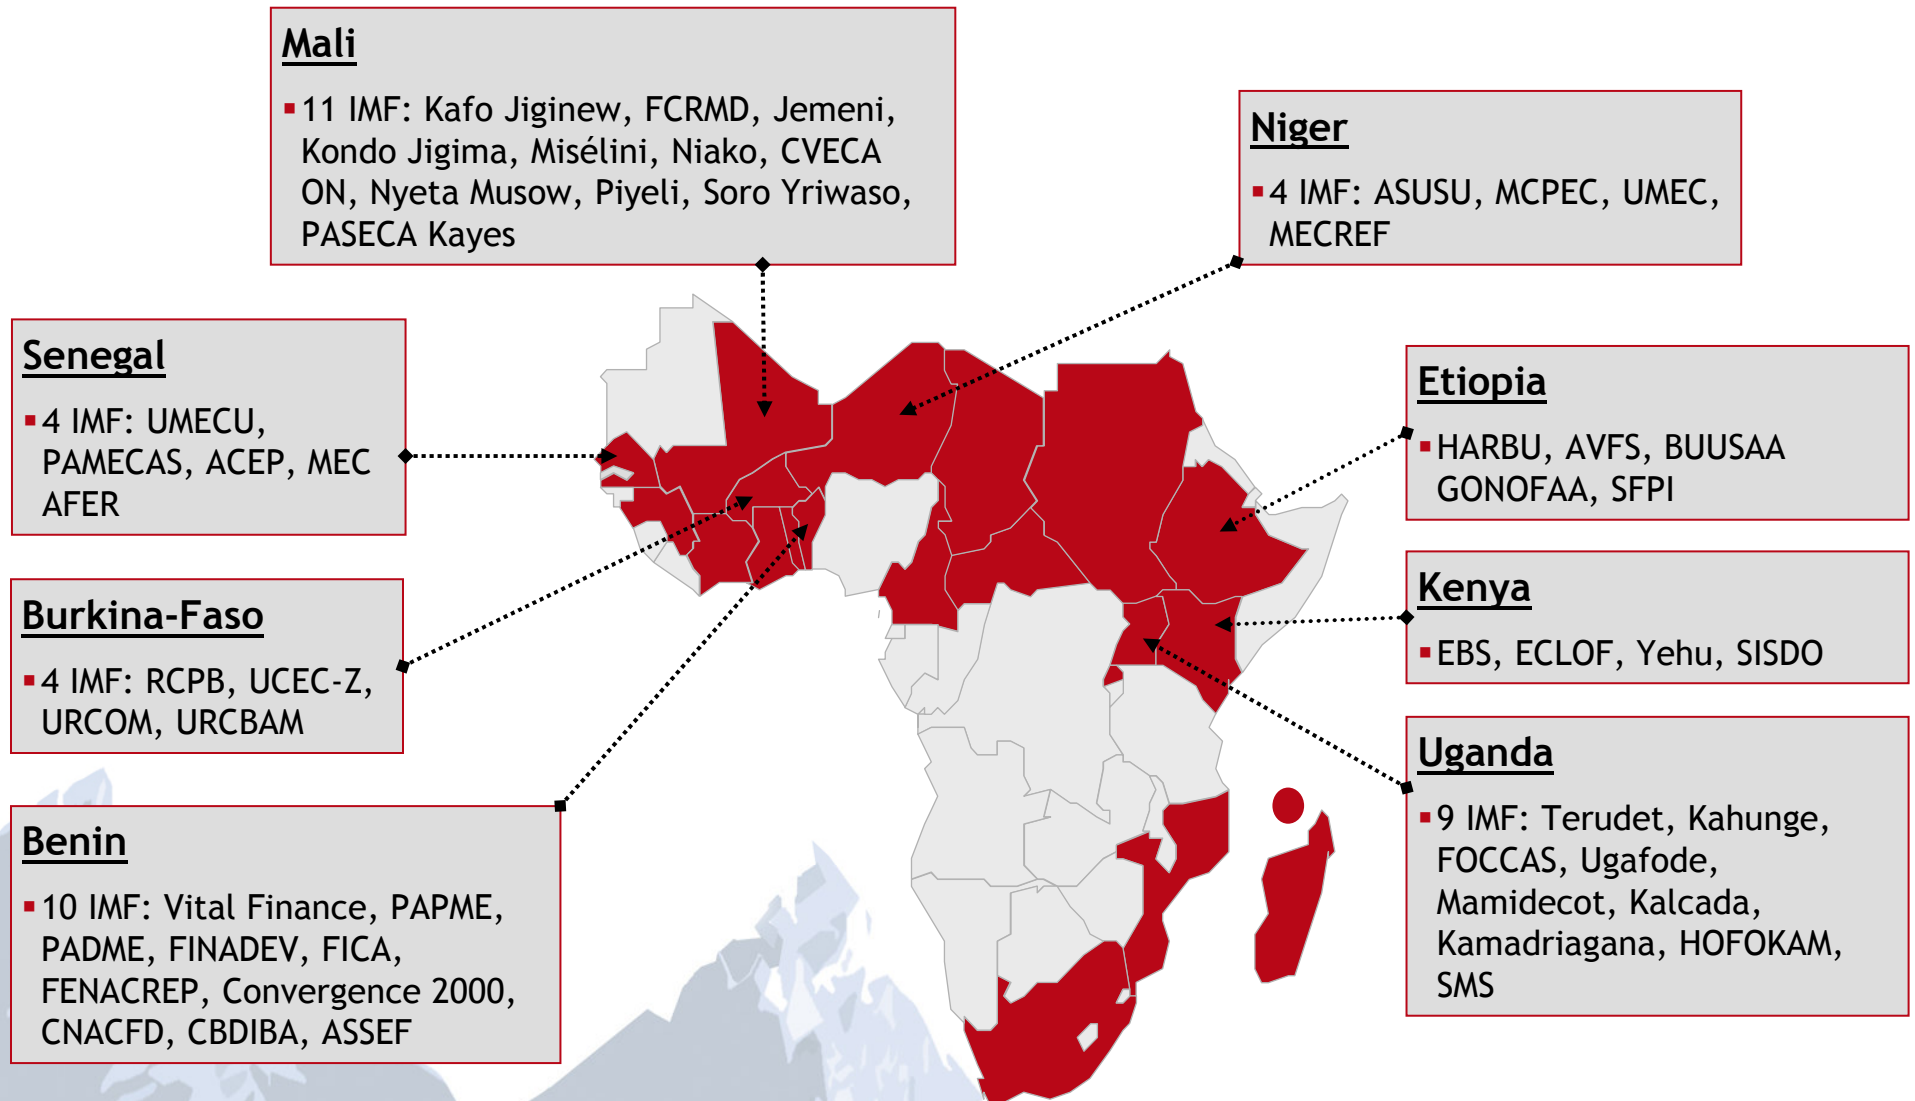 Mali
▪11 IMF: Kafo Jiginew, FCRMD, Jemeni,
Kondo Jigima, Misélini, Niako, CVECA
ON, Nyeta Musow, Piyeli, Soro Yriwaso,
PASECA Kayes
Niger
▪4 IMF: ASUSU, MCPEC, UMEC,
MECREF
Senegal
▪4 IMF: UMECU,
PAMECAS, ACEP, MEC
AFER
Etiopia
▪HARBU, AVFS, BUUSAA
GONOFAA, SFPI
Burkina-Faso
▪4 IMF: RCPB, UCEC-Z,
URCOM, URCBAM
Kenya
▪EBS, ECLOF, Yehu, SISDO
Benin
▪10 IMF: Vital Finance, PAPME,
PADME, FINADEV, FICA,
FENACREP, Convergence 2000,
CNACFD, CBDIBA, ASSEF
Uganda
▪9 IMF: Terudet, Kahunge,
FOCCAS, Ugafode,
Mamidecot, Kalcada,
Kamadriagana, HOFOKAM,
SMS